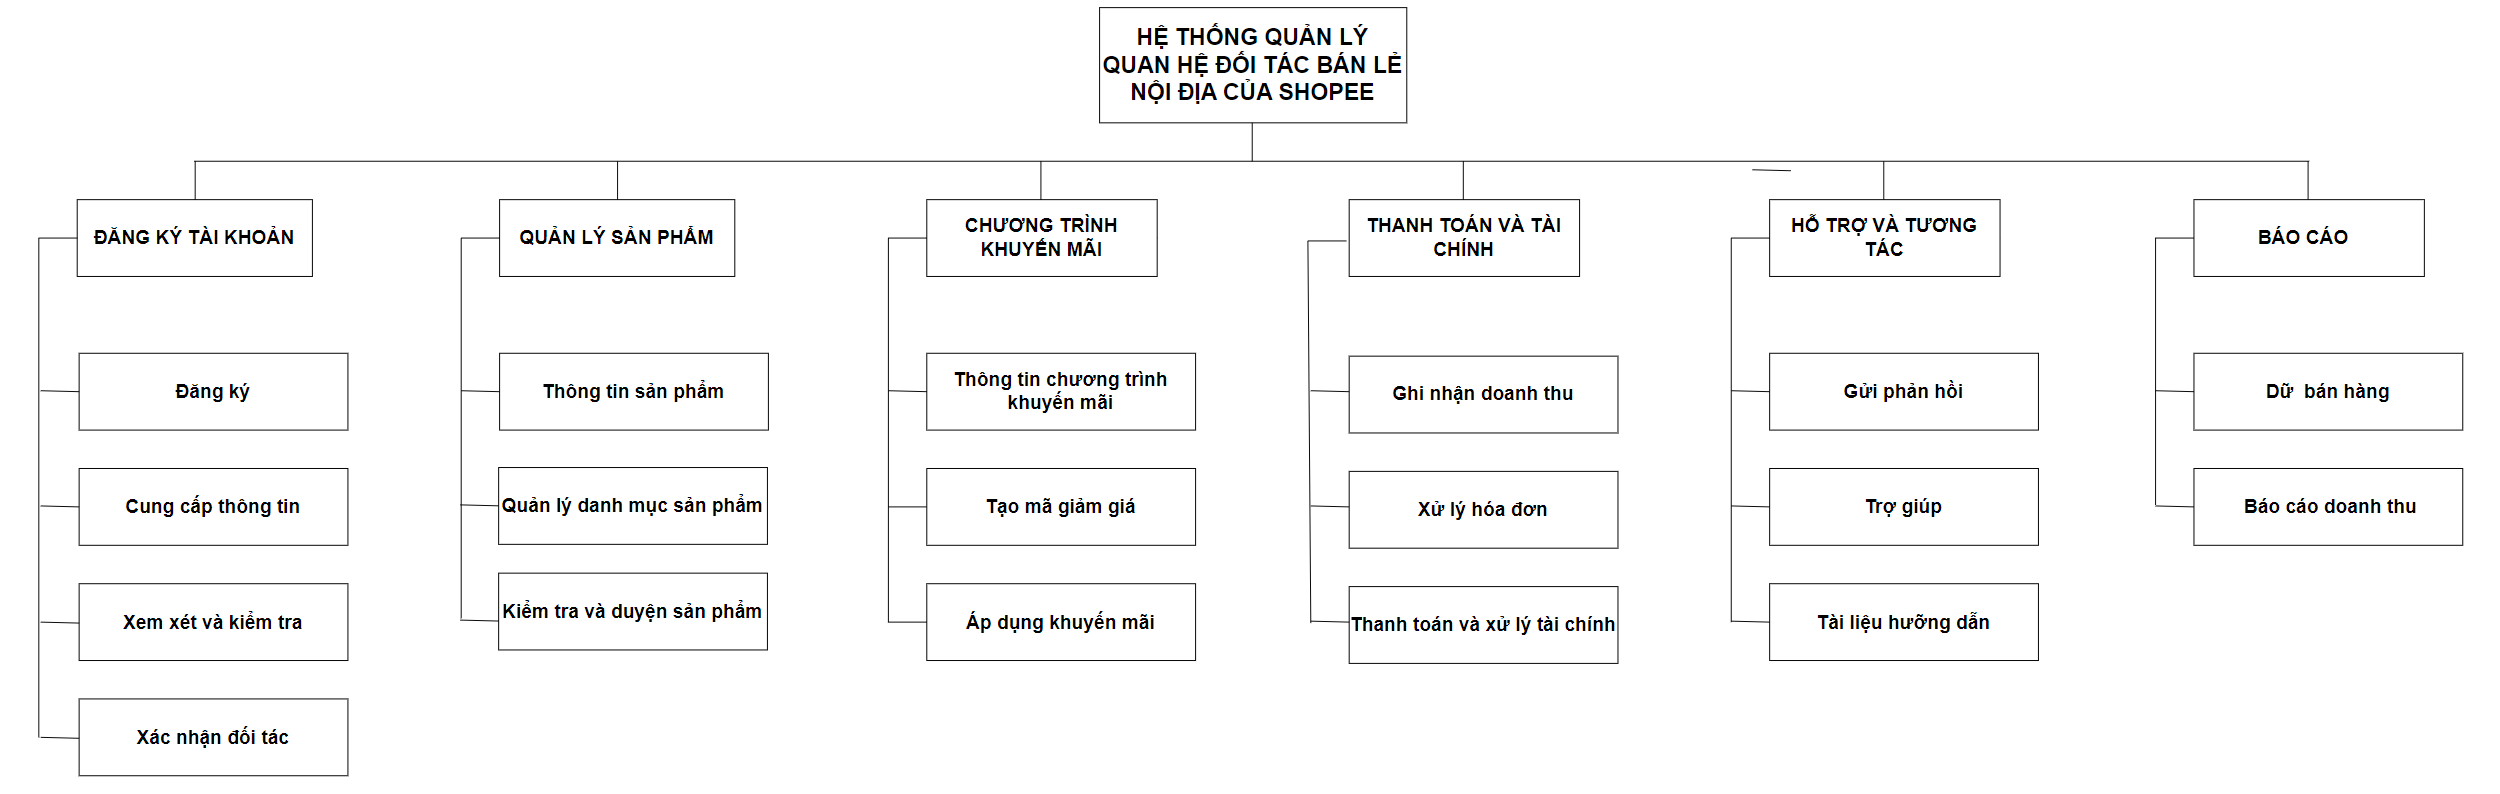 HỆ THỐNG QUẢN LÝ
QUAN HỆ ĐỐI TÁC BÁN LẺ
NỘI ĐỊA CỦA SHOPEE
ĐĂNG KÝ TÀI KHOẢN
QUẢN LÝ SẢN PHẨM
CHƯƠNG TRÌNH
KHUYẾN MÃI
THANH TOÁN VÀ TÀI
CHÍNH
HỖ TRỢ VÀ TƯƠNG
TÁC
BÁO CÁO
Đăng ký
Cung cấp thông tin
Xem xét và kiểm tra
Xác nhận đối tác
Thông tin sản phẩm
Quản lý danh mục sản phẩm
Kiểm tra và duyện sản phẩm
Thông tin chương trình
khuyến mãi
Tạo mã giảm giá
Áp dụng khuyến mãi
Ghi nhận doanh thu
Xử lý hóa đơn
Thanh toán và xử lý tài chính
Gửi phản hồi
Trợ giúp
Tài liệu hưỡng dẫn
Dữ  bán hàng
Báo cáo doanh thu